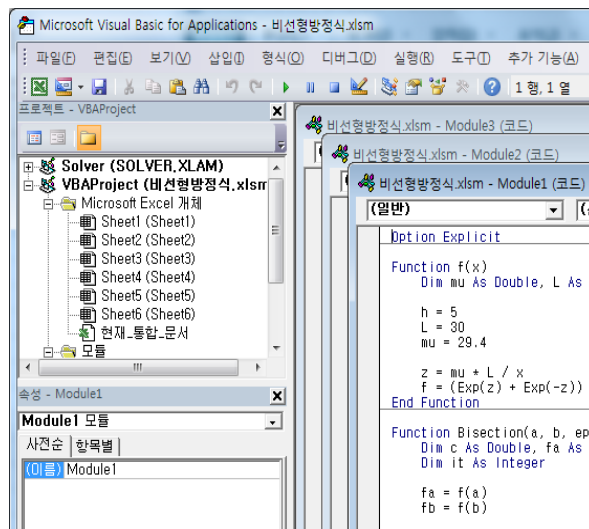 Microsoft Visual Basic for Applications - 비선형방정식.xlsm
파일(F) 편집(E) 보기(V) 삽입(I) 형식(O) 디버그(D) 실행(R) 도구(T) 추가 기능(A)
1 행, 1 열
프로젝트 - VBAProject
Solver (SOLVER.XLAM)
VBAProject (비선형방정식.xlsm
Microsoft Excel 개체
Sheet1 (Sheet1)
Sheet2 (Sheet2)
Sheet3 (Sheet3)
Sheet4 (Sheet4)
Sheet5 (Sheet5)
Sheet6 (Sheet6)
현재_통합_문서
모듈
속성 - Module1
Module1 모듈
사전순 항목별
(이름) Module1
비선형방정식.xlsm - Module3 (코드)
비선형방정식.xlsm - Module2 (코드)
비선형방정식.xlsm - Module1 (코드)
(일반)
Option Explicit
Function f(x)
Dim mu As Double, L As
h = 5
L = 30
mu = 29.4
z = mu * L / x
f = (Exp(z) + Exp(-z))
End Function
Function Bisection(a, b, ep
Dim c As Double, fa As
Dim it As Integer
fa = f(a)
fb = f(b)